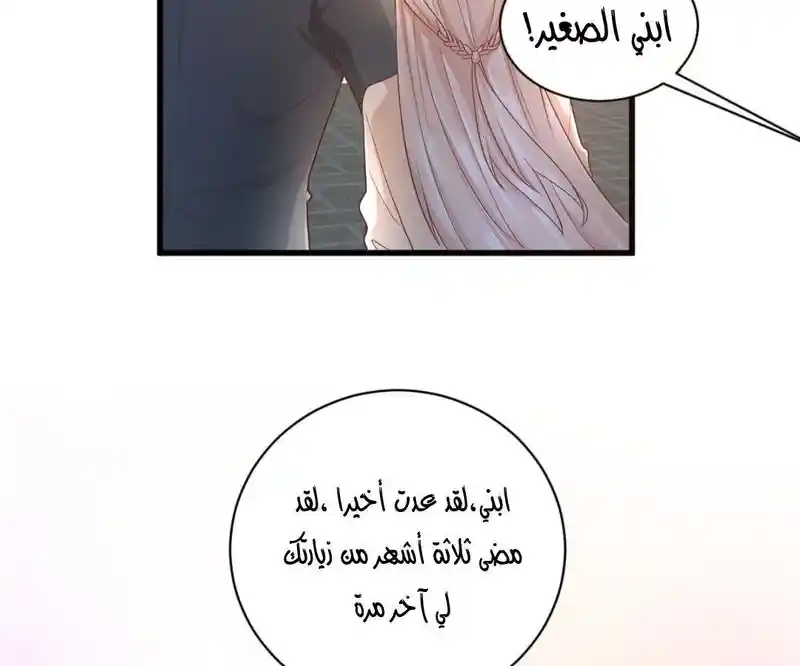 ابني الصغير!
ابني،لقد عدت أخيرا ،لقد
مضى ثلاثة أشهر من زيارتك
لي آخر مرة